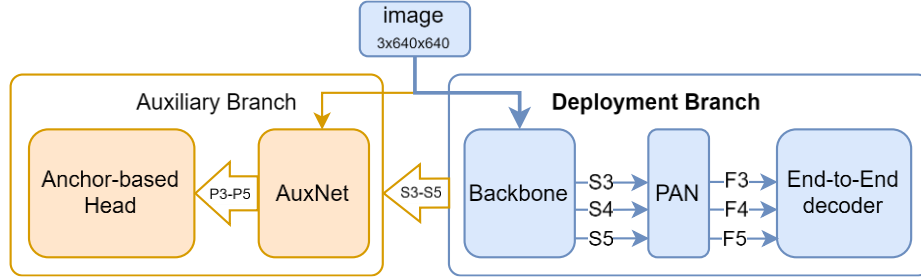 image
3x640x640
Auxiliary Branch
Deployment Branch
Anchor-based
Head
P3-P5
AuxNet
S3-S5
Backbone
S3
S4
S5
PAN
F3
F4
F5
End-to-End
decoder